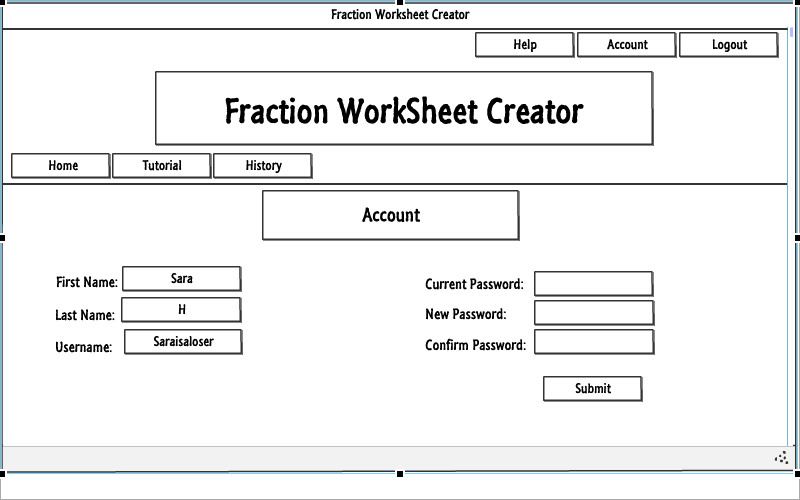 Fraction Worksheet Creator
Help Account Logout
Fraction WorkSheet Creator
Home Tutorial History
Account
First Name: Sara
Last Name: H
Username: Saraisaloser
Current Password:
New Password:
Confirm Password:
Submit